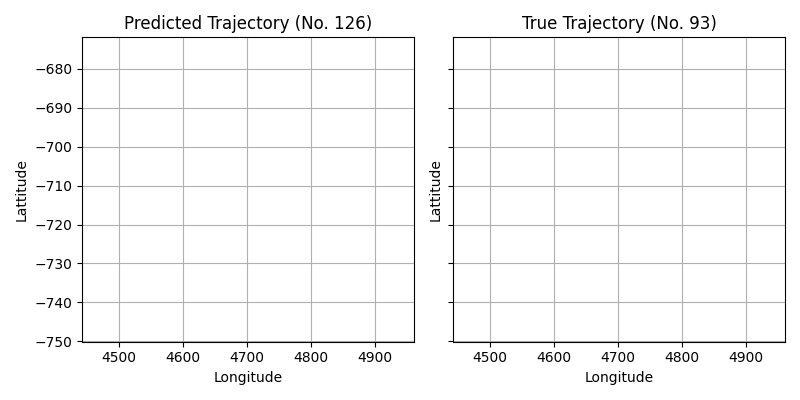 Predicted Trajectory (No. 126)
True Trajectory (No. 93)
−680
−690
−700
−710
−720
−730
−740
−750
Lattitude
Lattitude
4500 4600 4700 4800 4900
4500 4600 4700 4800 4900
Longitude
Longitude